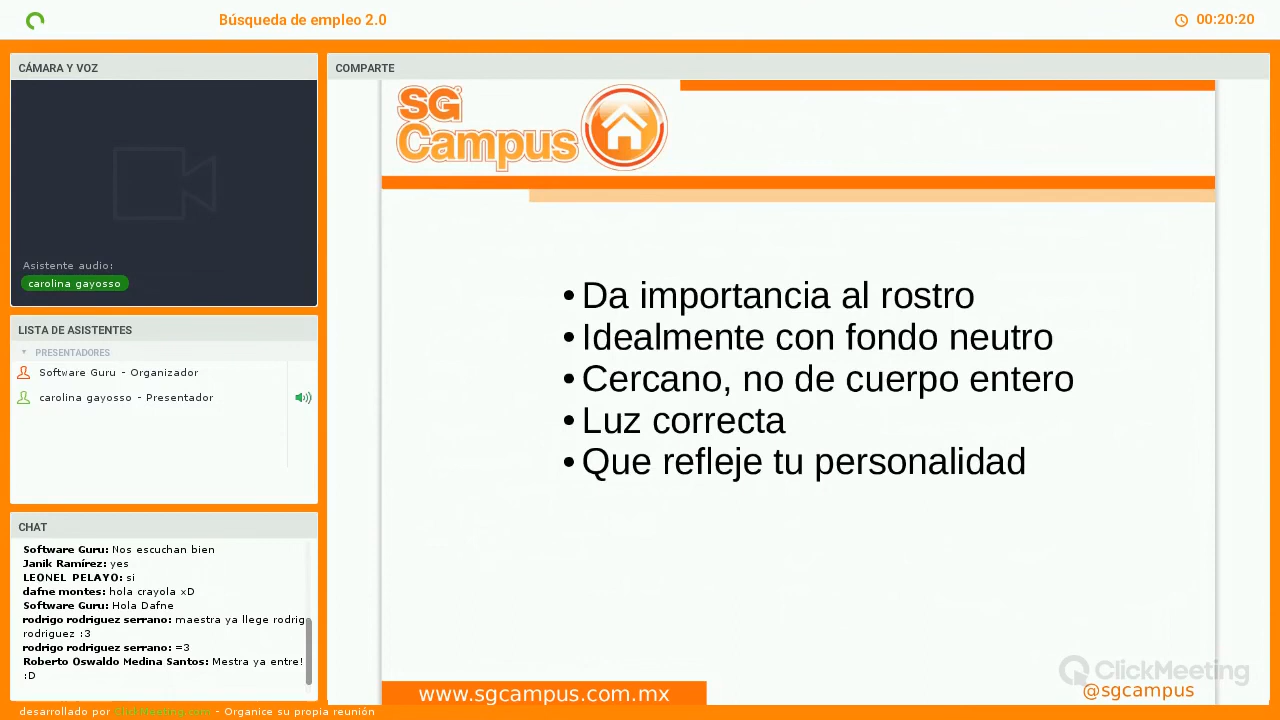 Búsqueda de empleo 2.0
00:20:20
CÁMARA Y VOZ
Asistente audio:
carolina gayosso
LISTA DE ASISTENTES
PRESENTADORES
Software Guru - Organizador
carolina gayosso - Presentador
CHAT
Software Guru: Nos escuchan bien
Janik Ramírez: yes
LEONEL PELAYO: si
dafne montes: hola crayola xD
Software Guru: Hola Dafne
rodrigo rodriguez serrano: maestra ya llege rodrig
rodriguez :3
rodrigo rodriguez serrano: =3
Roberto Oswaldo Medina Santos: Mestra ya entre!
:D
COMPARTE
SG
Campus
• Da importancia al rostro
• Idealmente con fondo neutro
• Cercano, no de cuerpo entero
• Luz correcta
• Que refleje tu personalidad
ClickMeeting
www.sgcampus.com.mx
@sgcampus
desarrollado por ClickMeeting.com - Organice su propia reunión